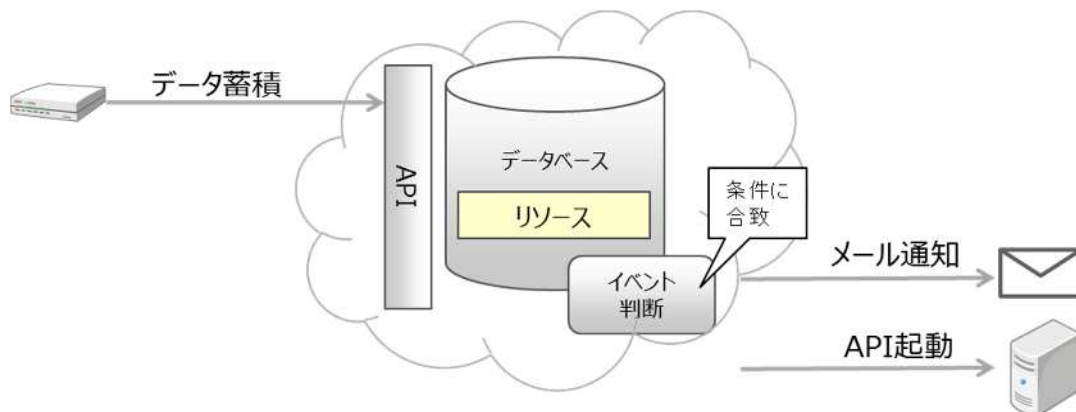 データ蓄積
API
データベース
リソース
条件に
合致
イベント
判断
メール通知
API起動